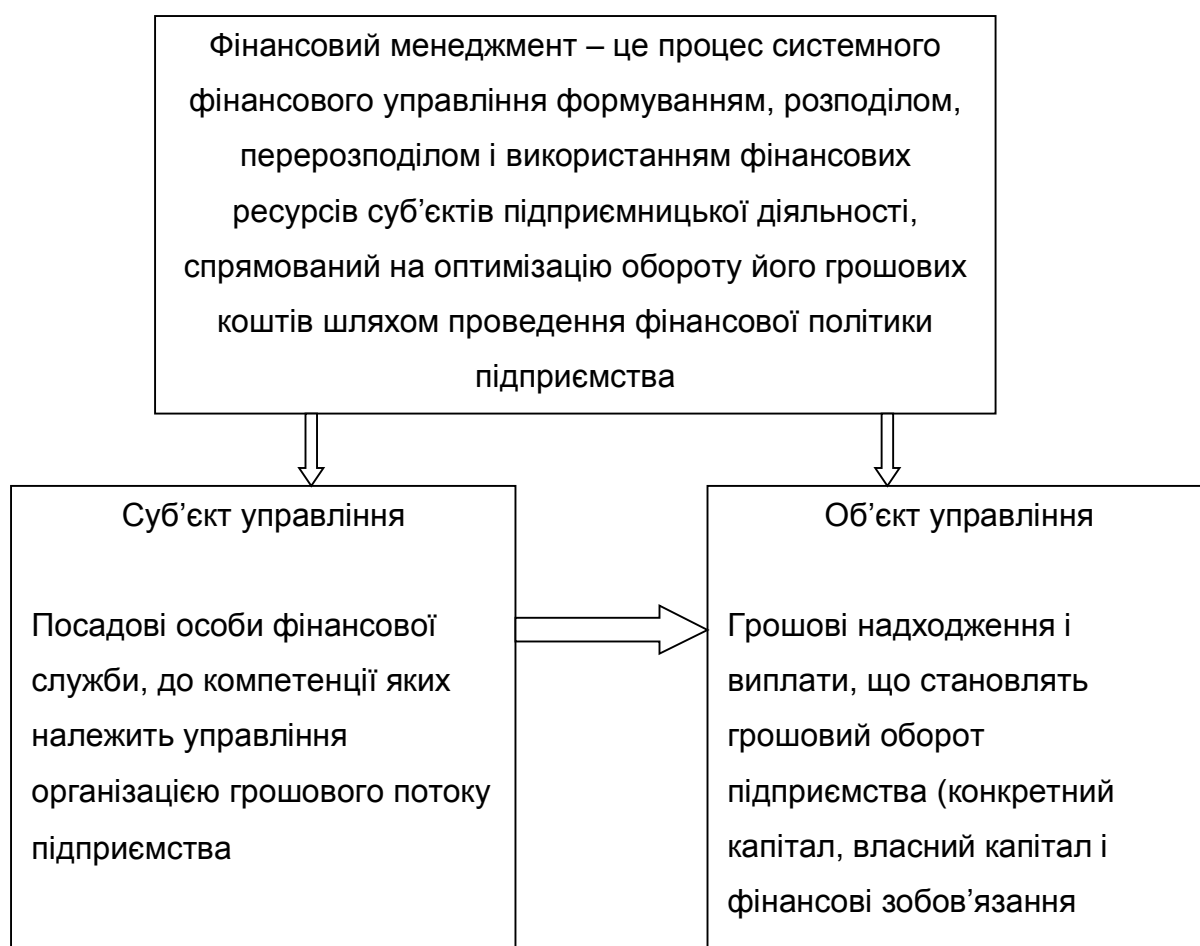 Фінансовий менеджмент – це процес системного
фінансового управління формуванням, розподілом,
перерозподілом і використанням фінансових
ресурсів суб’єктів підприємницької діяльності,
спрямований на оптимізацію обороту його грошових
коштів шляхом проведення фінансової політики
підприємства
Суб’єкт управління
Посадові особи фінансової
служби, до компетенції яких
належить управління
організацією грошового потоку
підприємства
Об’єкт управління
Грошові надходження і
виплати, що становлять
грошовий оборот
підприємства (конкретний
капітал, власний капітал і
фінансові зобов’язання